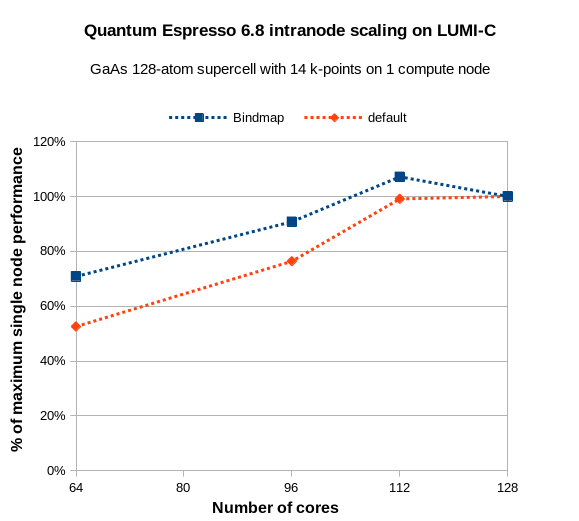 Quantum Espresso 6.8 intranode scaling on LUMI-C
GaAs 128-atom supercell with 14 k-points on 1 compute node
Bindmap default
% of maximum single node performance
120%
100%
80%
60%
40%
20%
0%
64 80 96 112 128
Number of cores